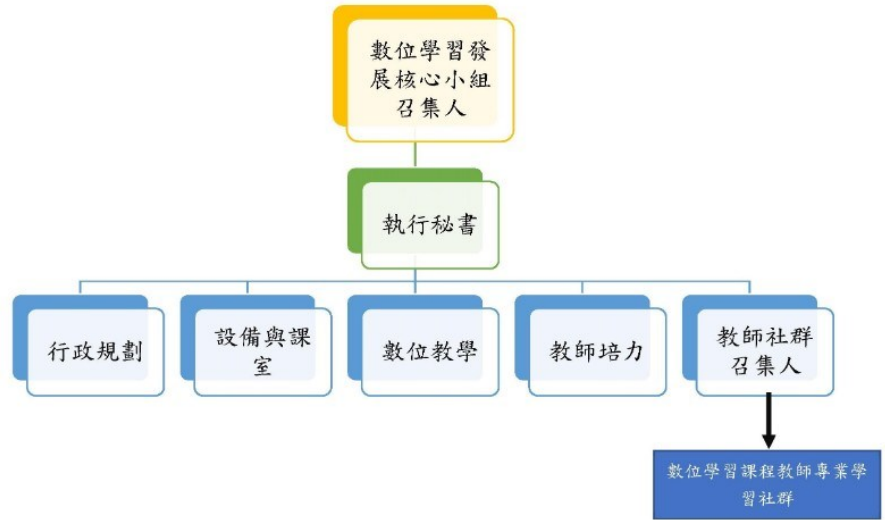 數位學習發
展核心小組
召集人
執行秘書
行政規劃
設備與課
室
數位教學
教師培力
教師社群
召集人
數位學習課程教師專業學
習社群